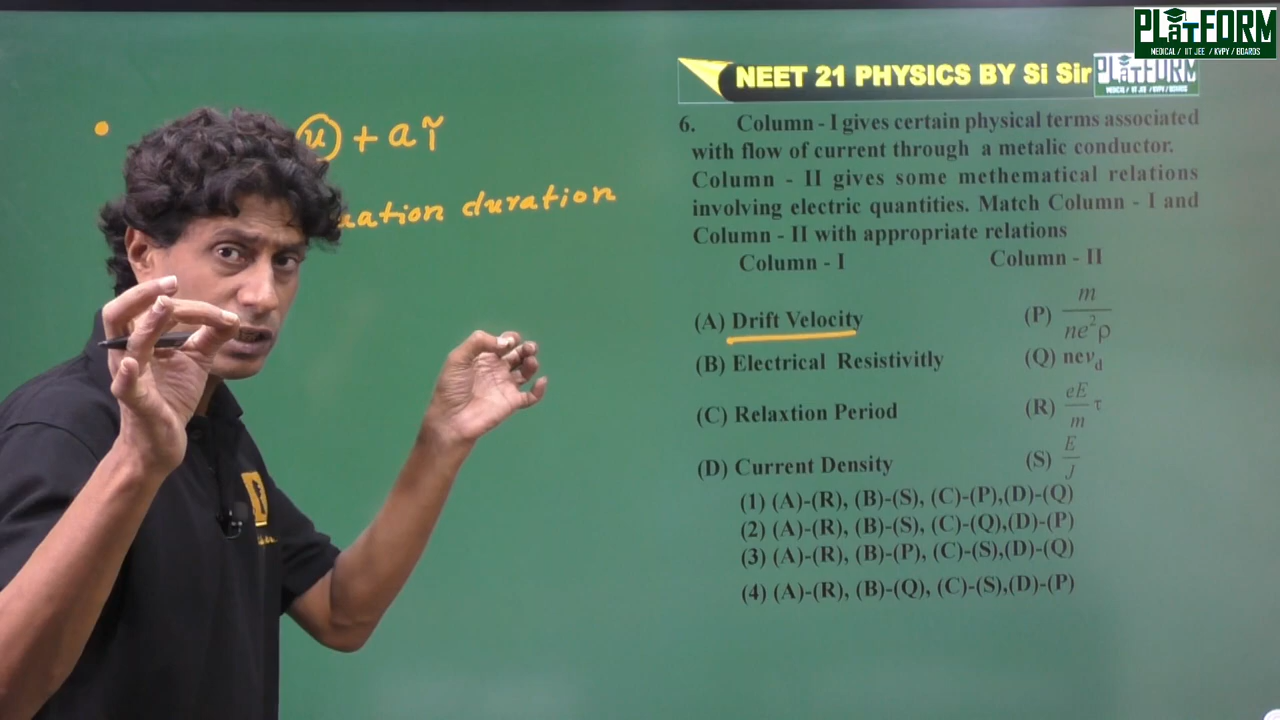 PLatFORM
MEDICAL / IIT JEE / KVPY / BOARDS
NEET 21 PHYSICS BY Si Sir
PLatFORM
u + a τ
duration
6. Column - I gives certain physical terms associated
with flow of current through a metalic conductor.
Column - II gives some methematical relations
involving electric quantities. Match Column - I and
Column - II with appropriate relations
Column - I Column - II
(A) Drift Velocity (P) m / ne²ρ
(B) Electrical Resistivitly (Q) nev_d
(C) Relaxtion Period (R) eE / m τ
(D) Current Density (S) E / J
(1) (A)-(R), (B)-(S), (C)-(P),(D)-(Q)
(2) (A)-(R), (B)-(S), (C)-(Q),(D)-(P)
(3) (A)-(R), (B)-(P), (C)-(S),(D)-(Q)
(4) (A)-(R), (B)-(Q), (C)-(S),(D)-(P)